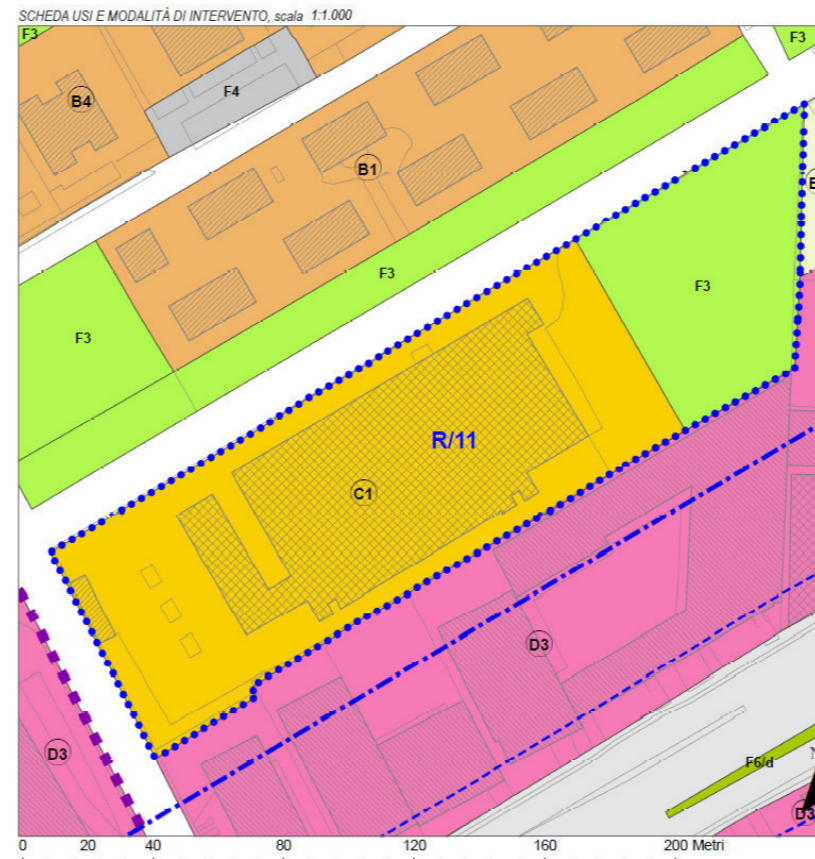 SCHEDA USI E MODALITÀ DI INTERVENTO, scala 1:1.000
F3
F3
F4
B4
B1
F3
F3
F3
R/11
C1
D3
D3
F6/d
N
D3
0 20 40 80 120 160 200 Metri